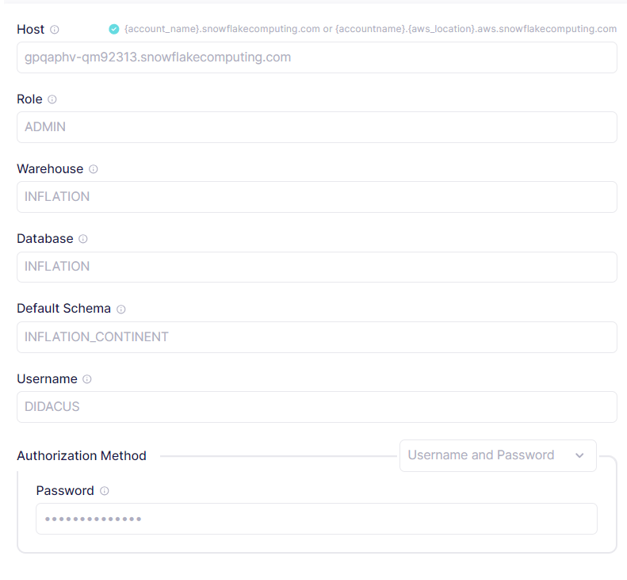 Host {account_name}.snowflakecomputing.com or {accountname}.{aws_location}.aws.snowflakecomputing.com
gpqaphv-qm92313.snowflakecomputing.com
Role
ADMIN
Warehouse
INFLATION
Database
INFLATION
Default Schema
INFLATION_CONTINENT
Username
DIDACUS
Authorization Method Username and Password
Password
••••••••••••••